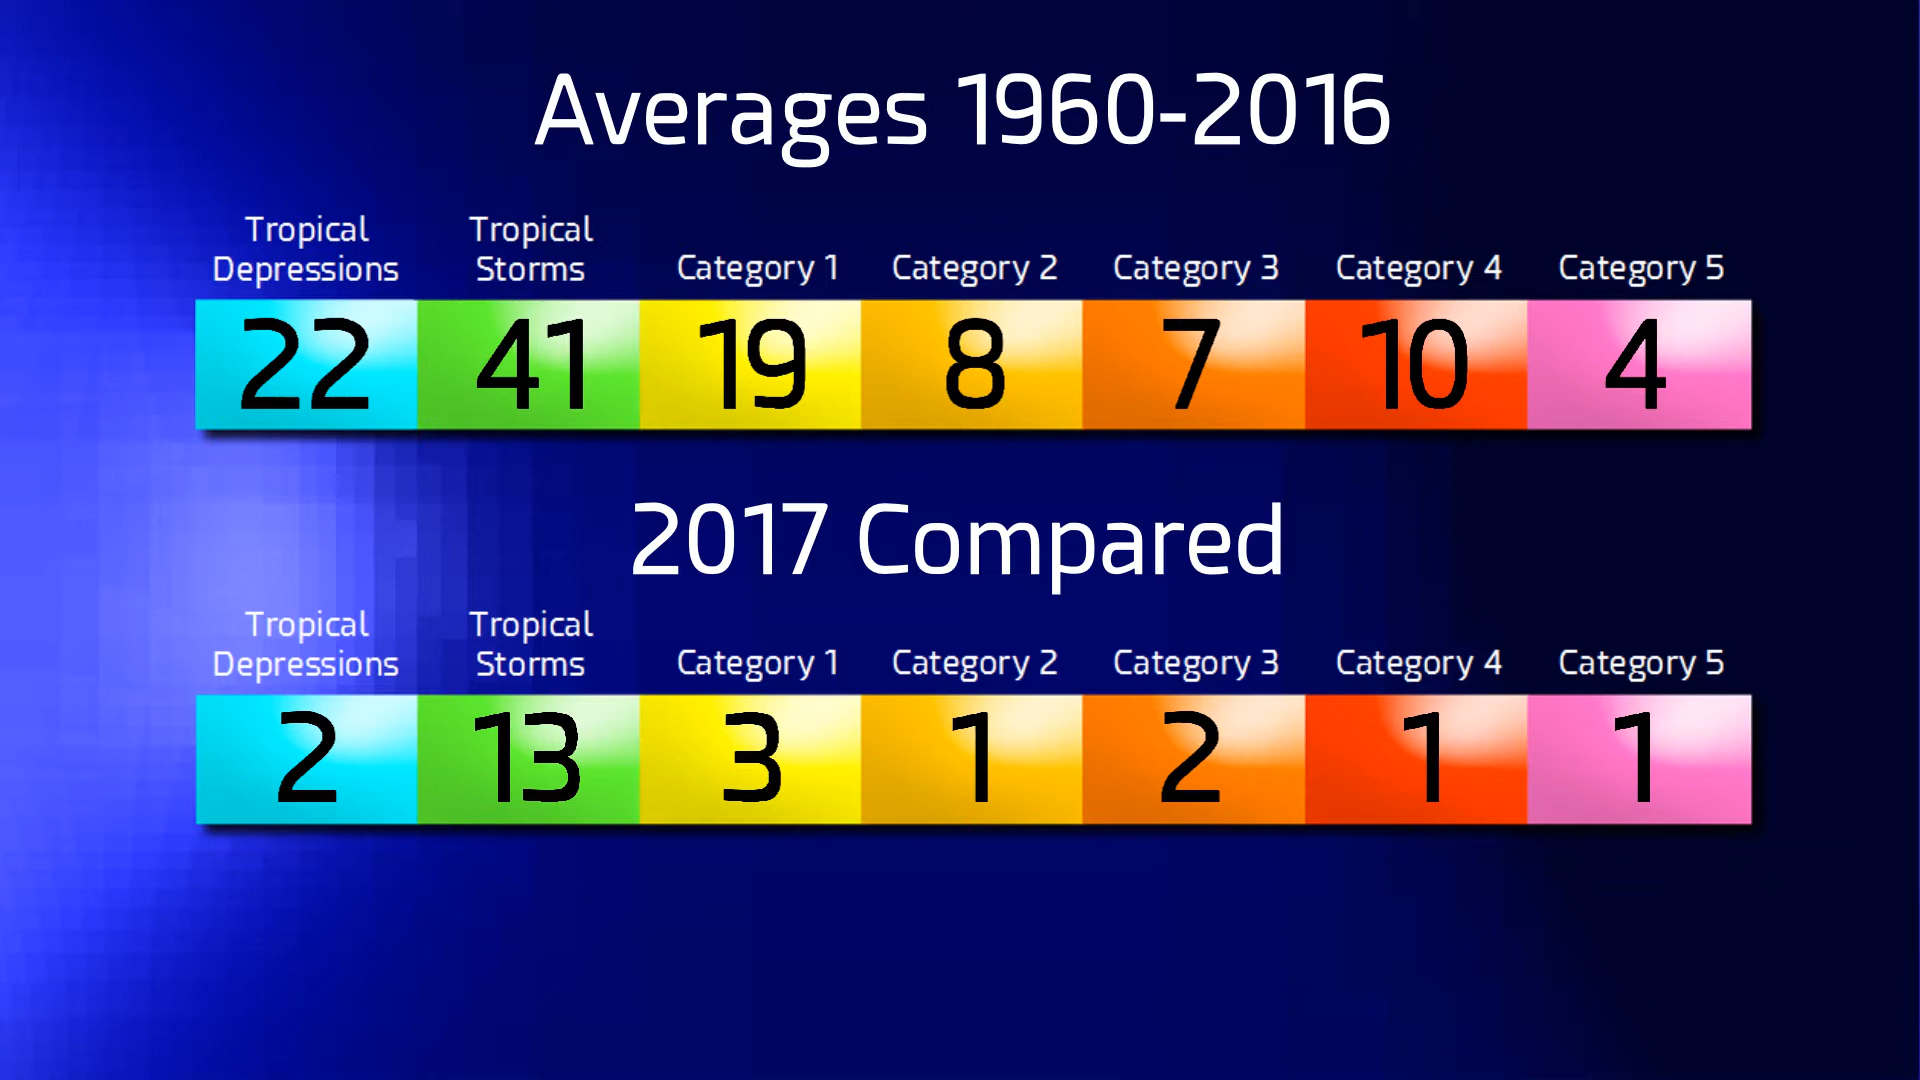 Averages 1960-2016
Tropical Depressions Tropical Storms Category 1 Category 2 Category 3 Category 4 Category 5
22 41 19 8 7 10 4
2017 Compared
Tropical Depressions Tropical Storms Category 1 Category 2 Category 3 Category 4 Category 5
2 13 3 1 2 1 1